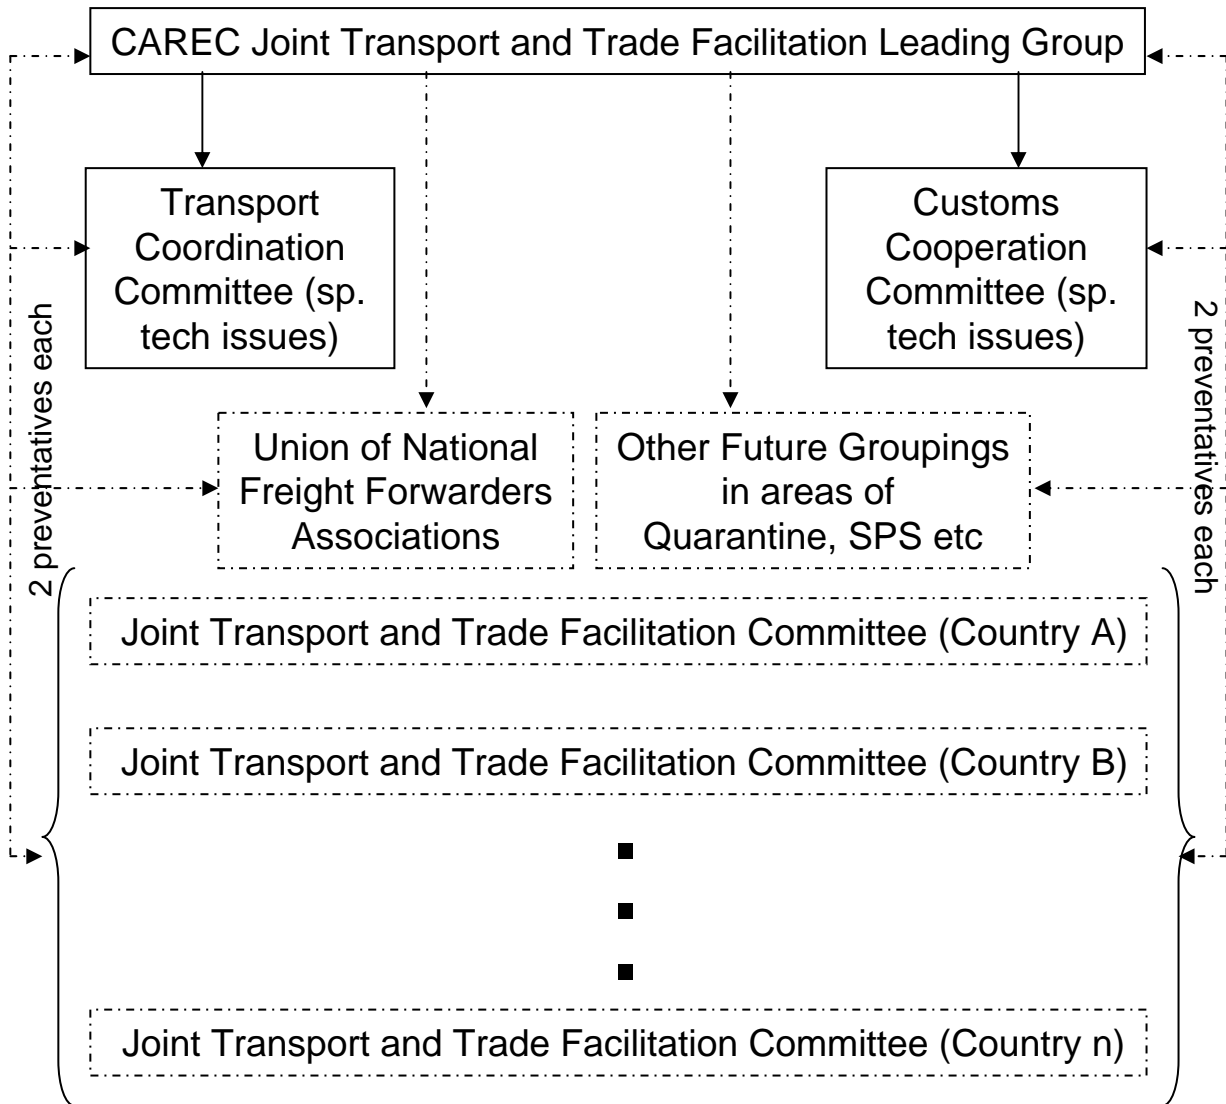 CAREC Joint Transport and Trade Facilitation Leading Group
Transport
Coordination
Committee (sp.
tech issues)
Customs
Cooperation
Committee (sp.
tech issues)
2 preventatives each
2 preventatives each
Union of National
Freight Forwarders
Associations
Other Future Groupings
in areas of
Quarantine, SPS etc
Joint Transport and Trade Facilitation Committee (Country A)
Joint Transport and Trade Facilitation Committee (Country B)
Joint Transport and Trade Facilitation Committee (Country n)